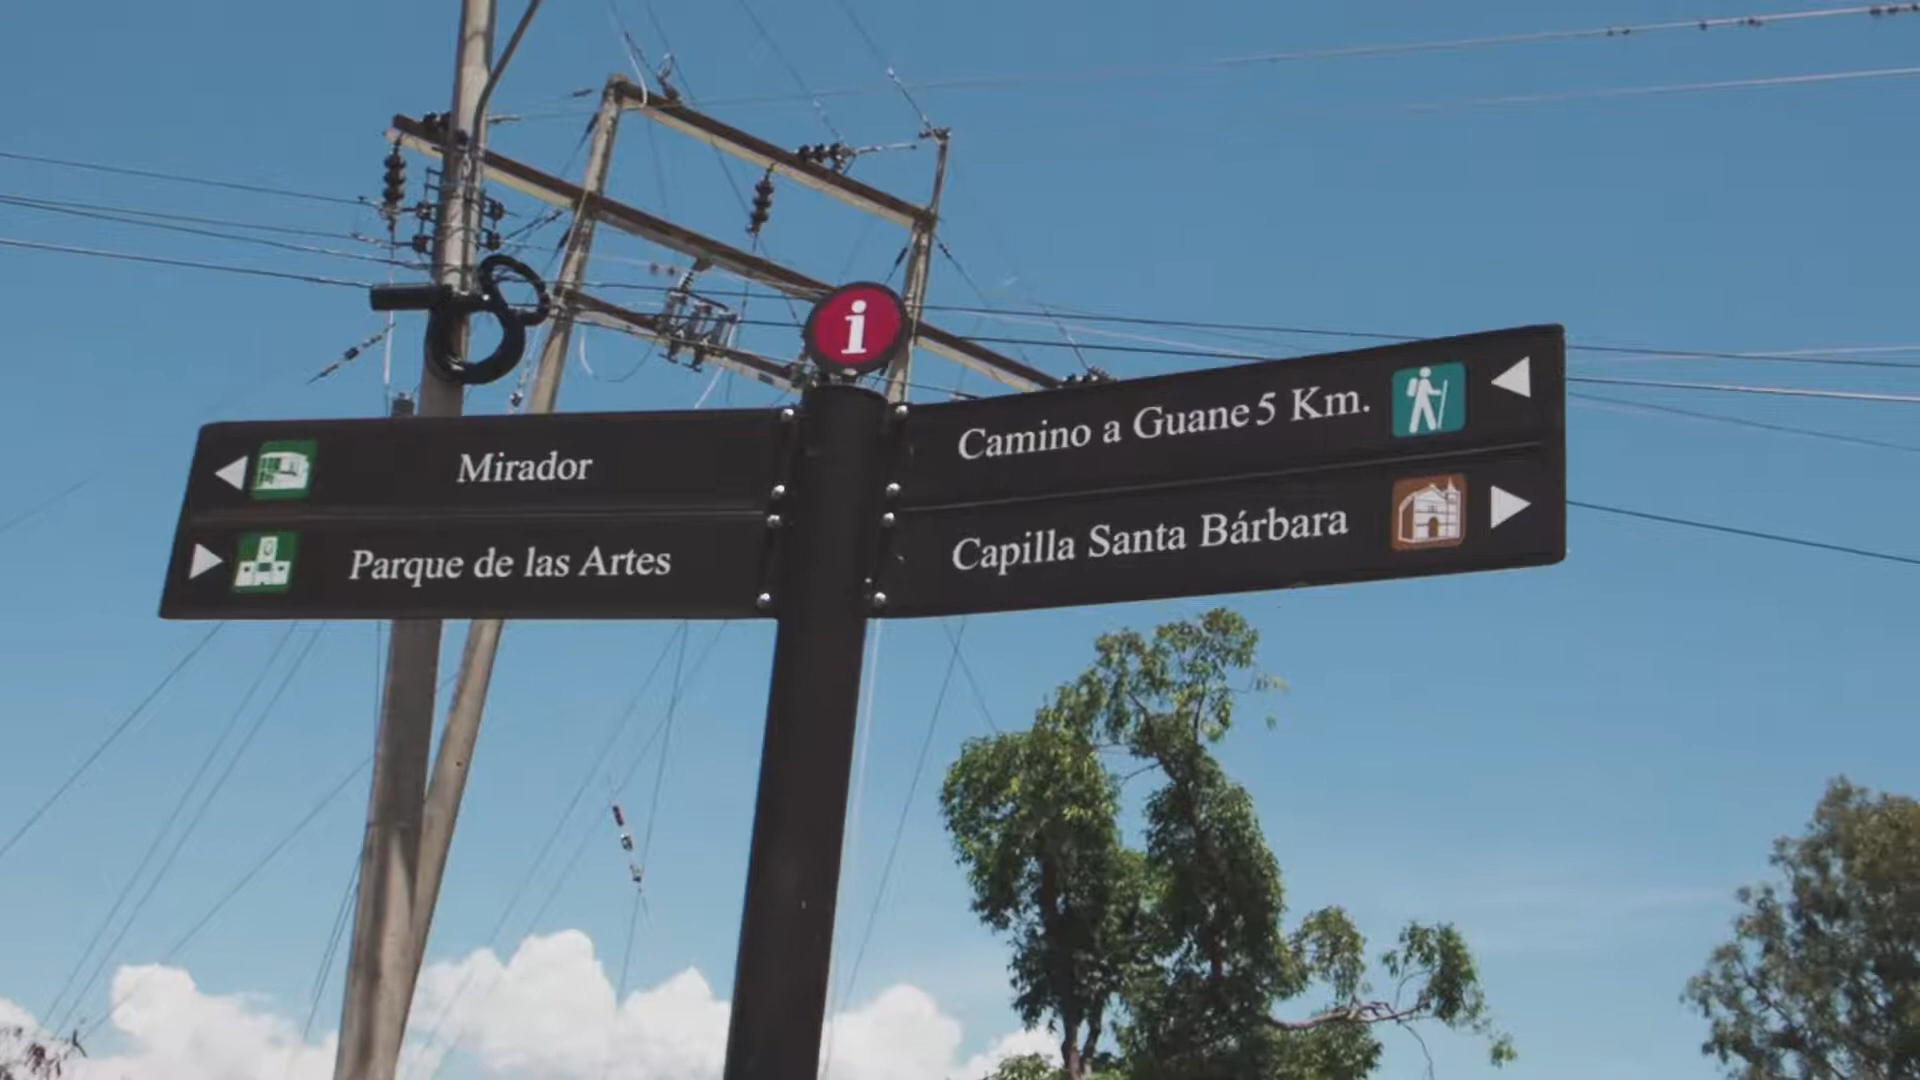 i
Mirador
Parque de las Artes
Camino a Guane 5 Km.
Capilla Santa Bárbara